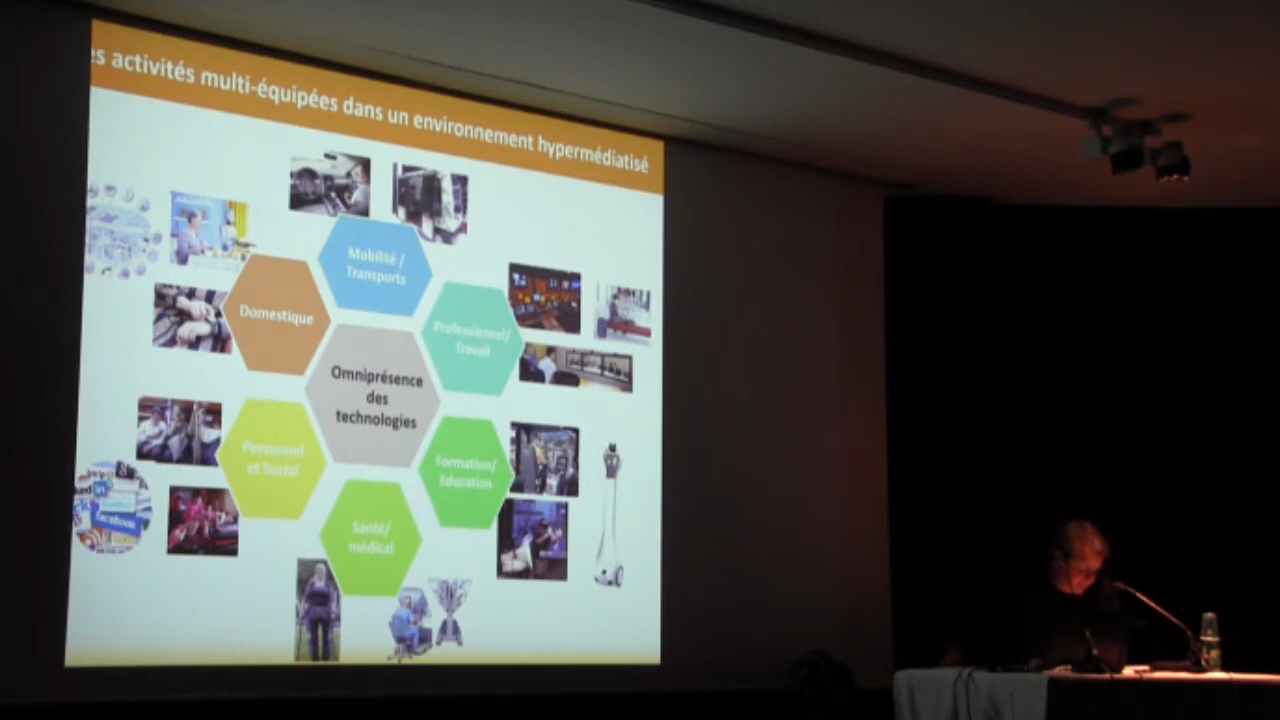 es activités multi-équipées dans un environnement hypermédiatisé
Mobilité /
Transports
Domestique
Professionnel/
Travail
Omniprésence
des
technologies
Personnel
et Social
Formation/
Education
Santé/
médical
facebook